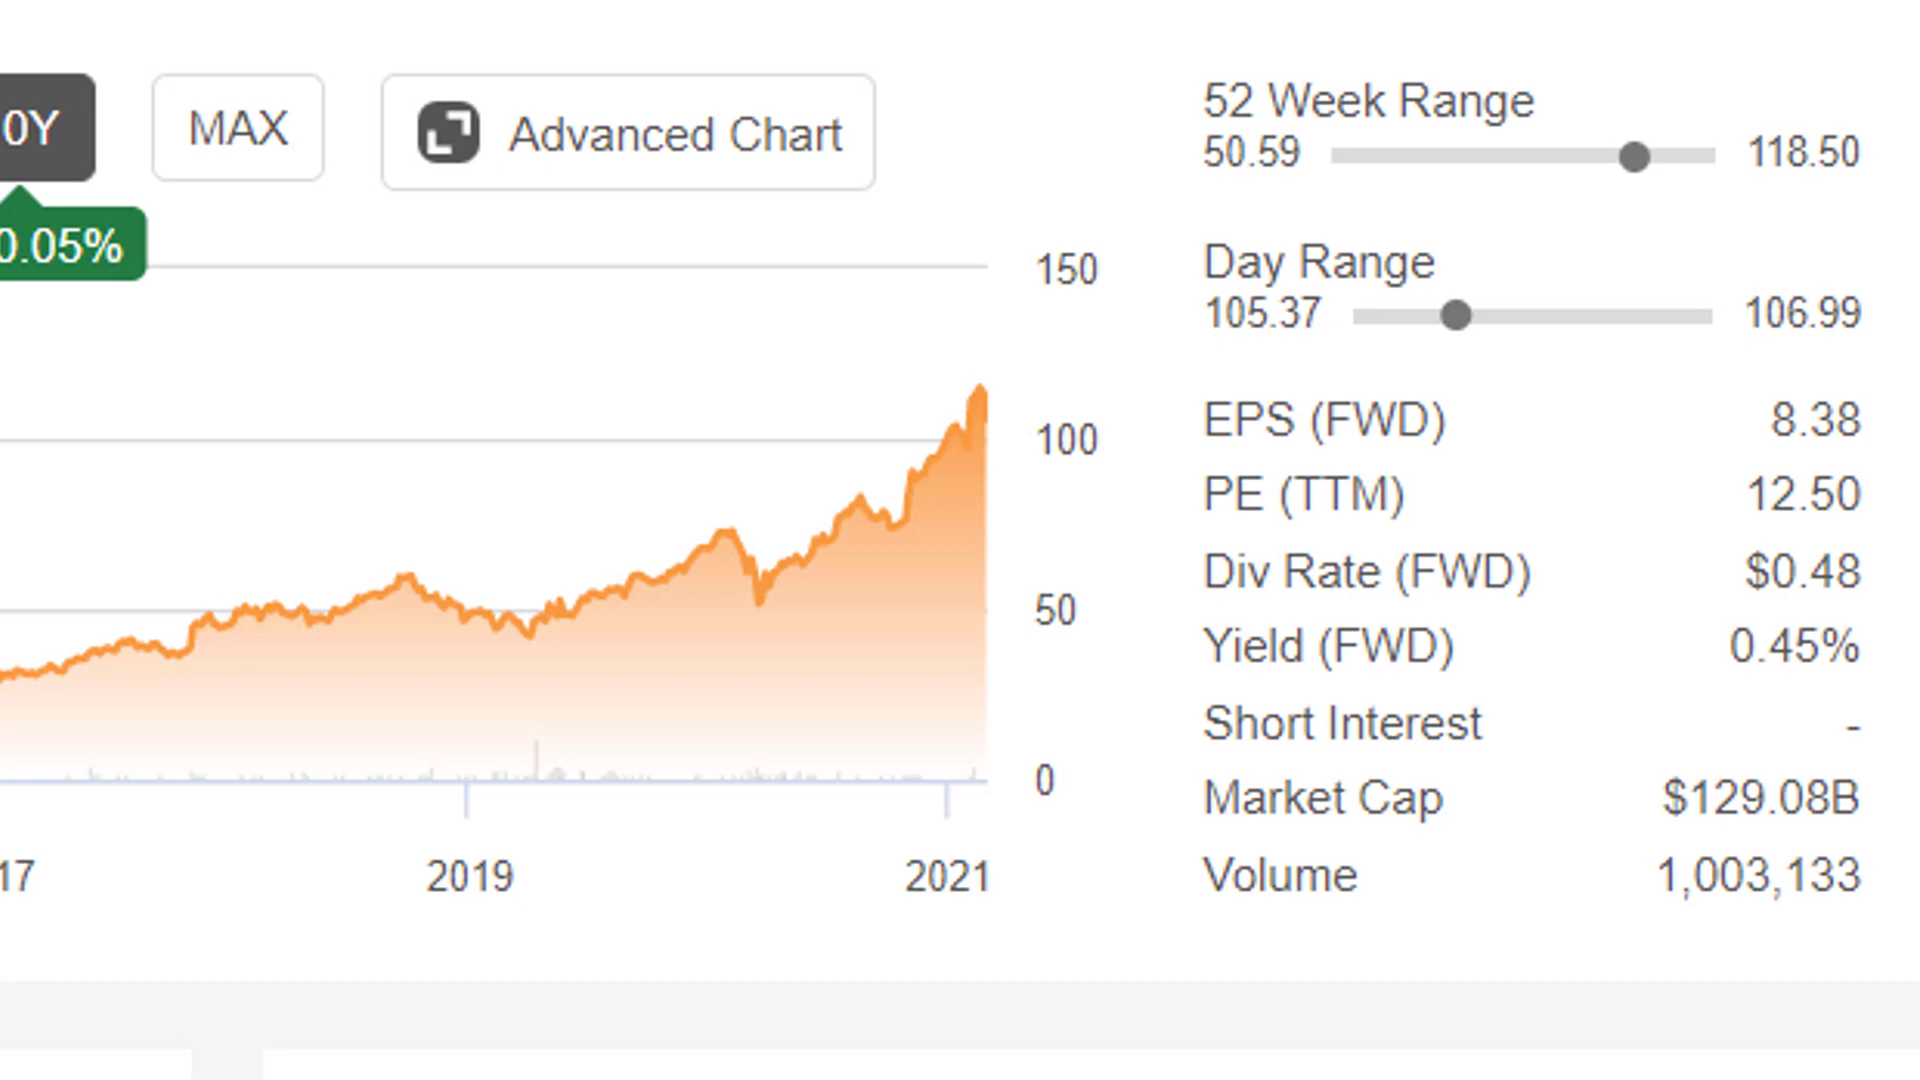 0Y MAX Advanced Chart
0.05%
150
100
50
0
17 2019 2021
52 Week Range
50.59 118.50
Day Range
105.37 106.99
EPS (FWD) 8.38
PE (TTM) 12.50
Div Rate (FWD) $0.48
Yield (FWD) 0.45%
Short Interest -
Market Cap $129.08B
Volume 1,003,133